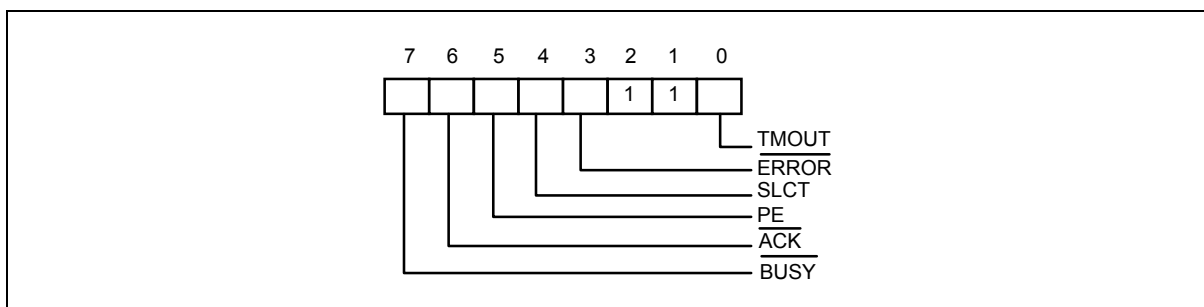 7 6 5 4 3 2 1 0
1 1
TMOUT
ERROR
SLCT
PE
ACK
BUSY